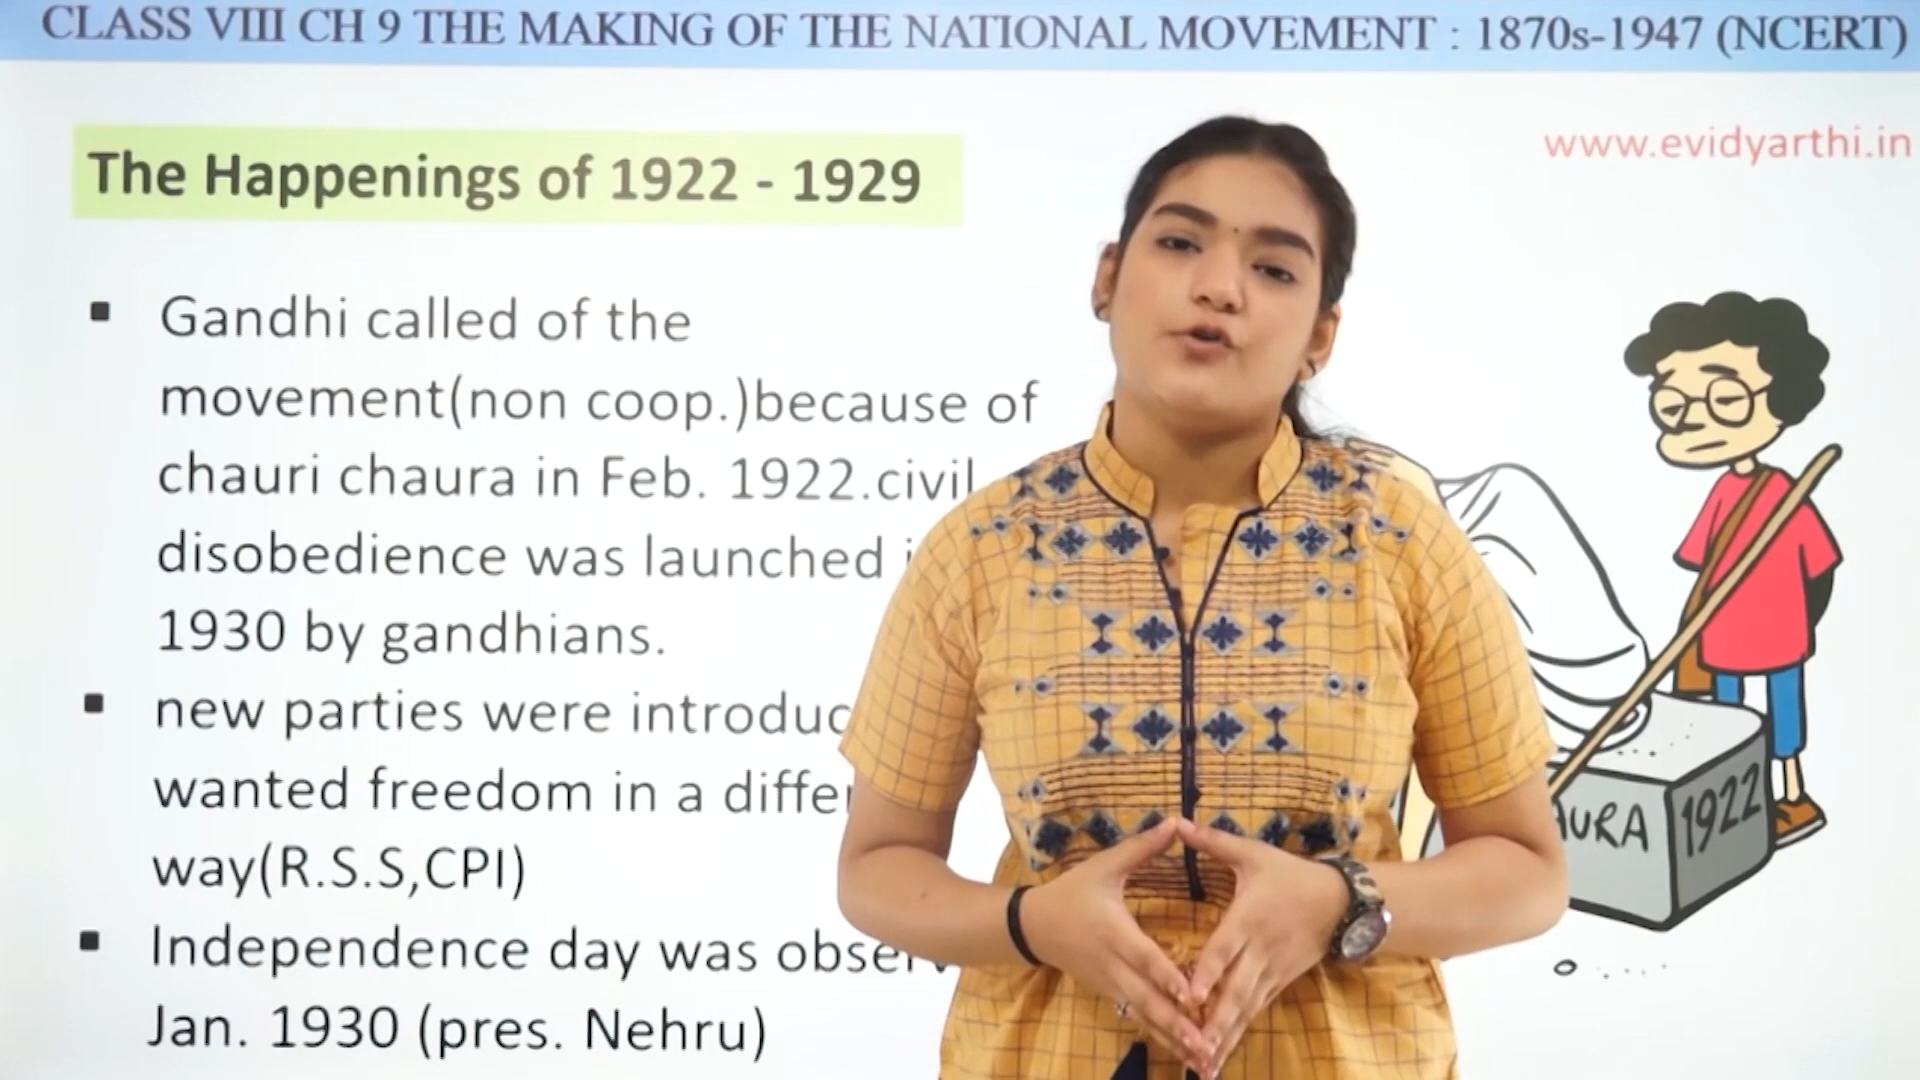 CLASS VIII CH 9 THE MAKING OF THE NATIONAL MOVEMENT : 1870s-1947 (NCERT)
www.evidyarthi.in
The Happenings of 1922 - 1929
▪ Gandhi called of the
movement(non coop.)because of
chauri chaura in Feb. 1922.civil
disobedience was launched
1930 by gandhians.
▪ new parties were
wanted freedom in a
way(R.S.S,CPI)
▪ Independence day was
Jan. 1930 (pres. Nehru)
1922